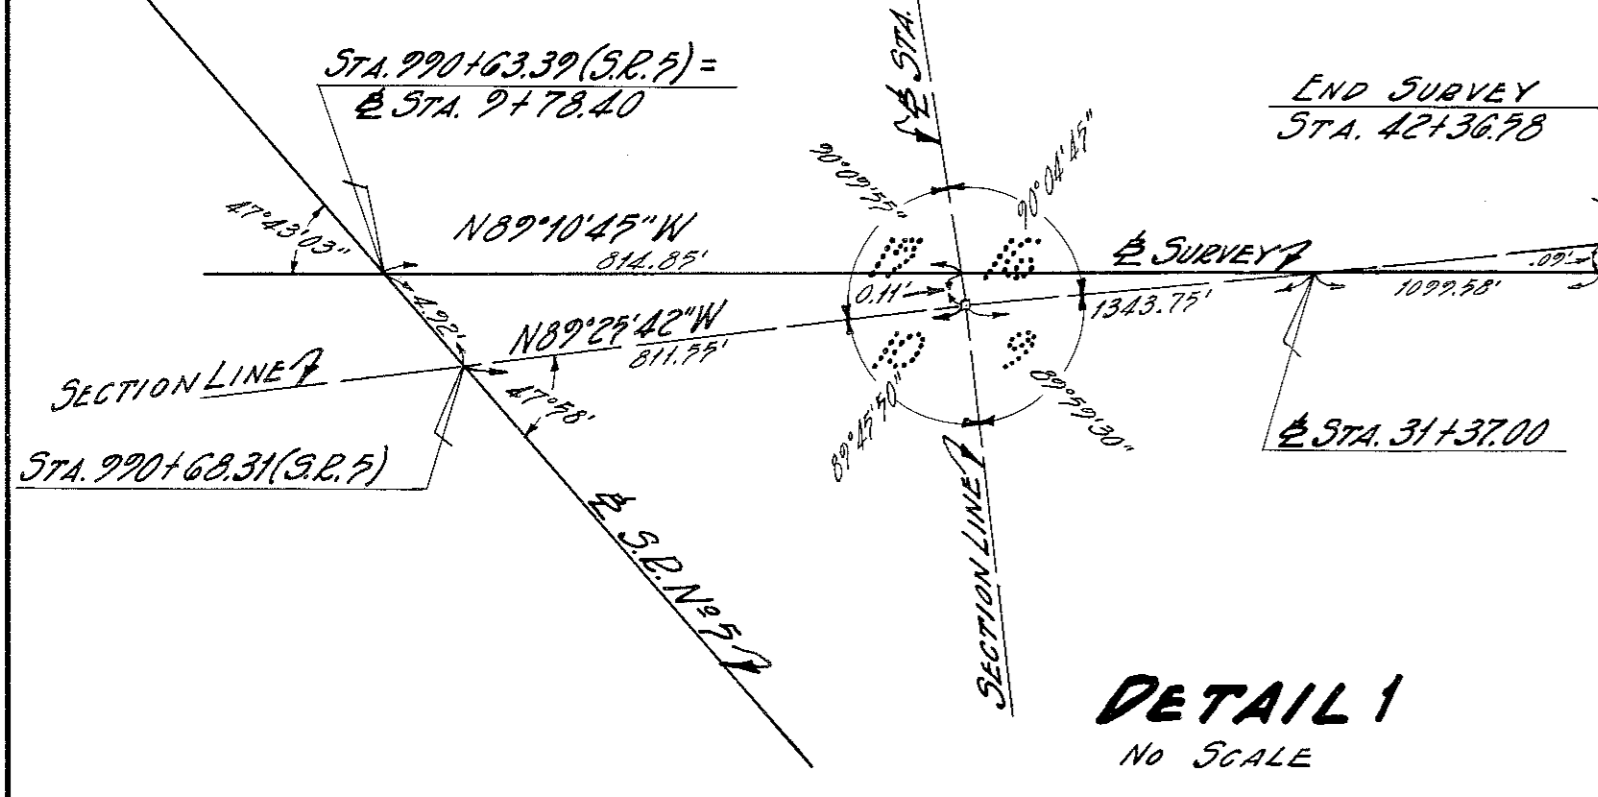 STA. 990+63.39 (S.R. 5) =
℄ STA. 9+78.40
℄ STA.
END SURVEY
STA. 42+36.58
90°09'55"
90°04'45"
47°43'03"
N89°10'45"W
814.85'
℄ SURVEY
.09'
1099.58'
0.11'
1343.75'
4.92'
N89°25'42"W
811.55'
SECTION LINE
47°58'
10
9
89°45'50"
89°59'30"
℄ STA. 31+37.00
STA. 990+68.31 (S.R. 5)
℄ S.R. Nº 5
SECTION LINE
DETAIL 1
NO SCALE